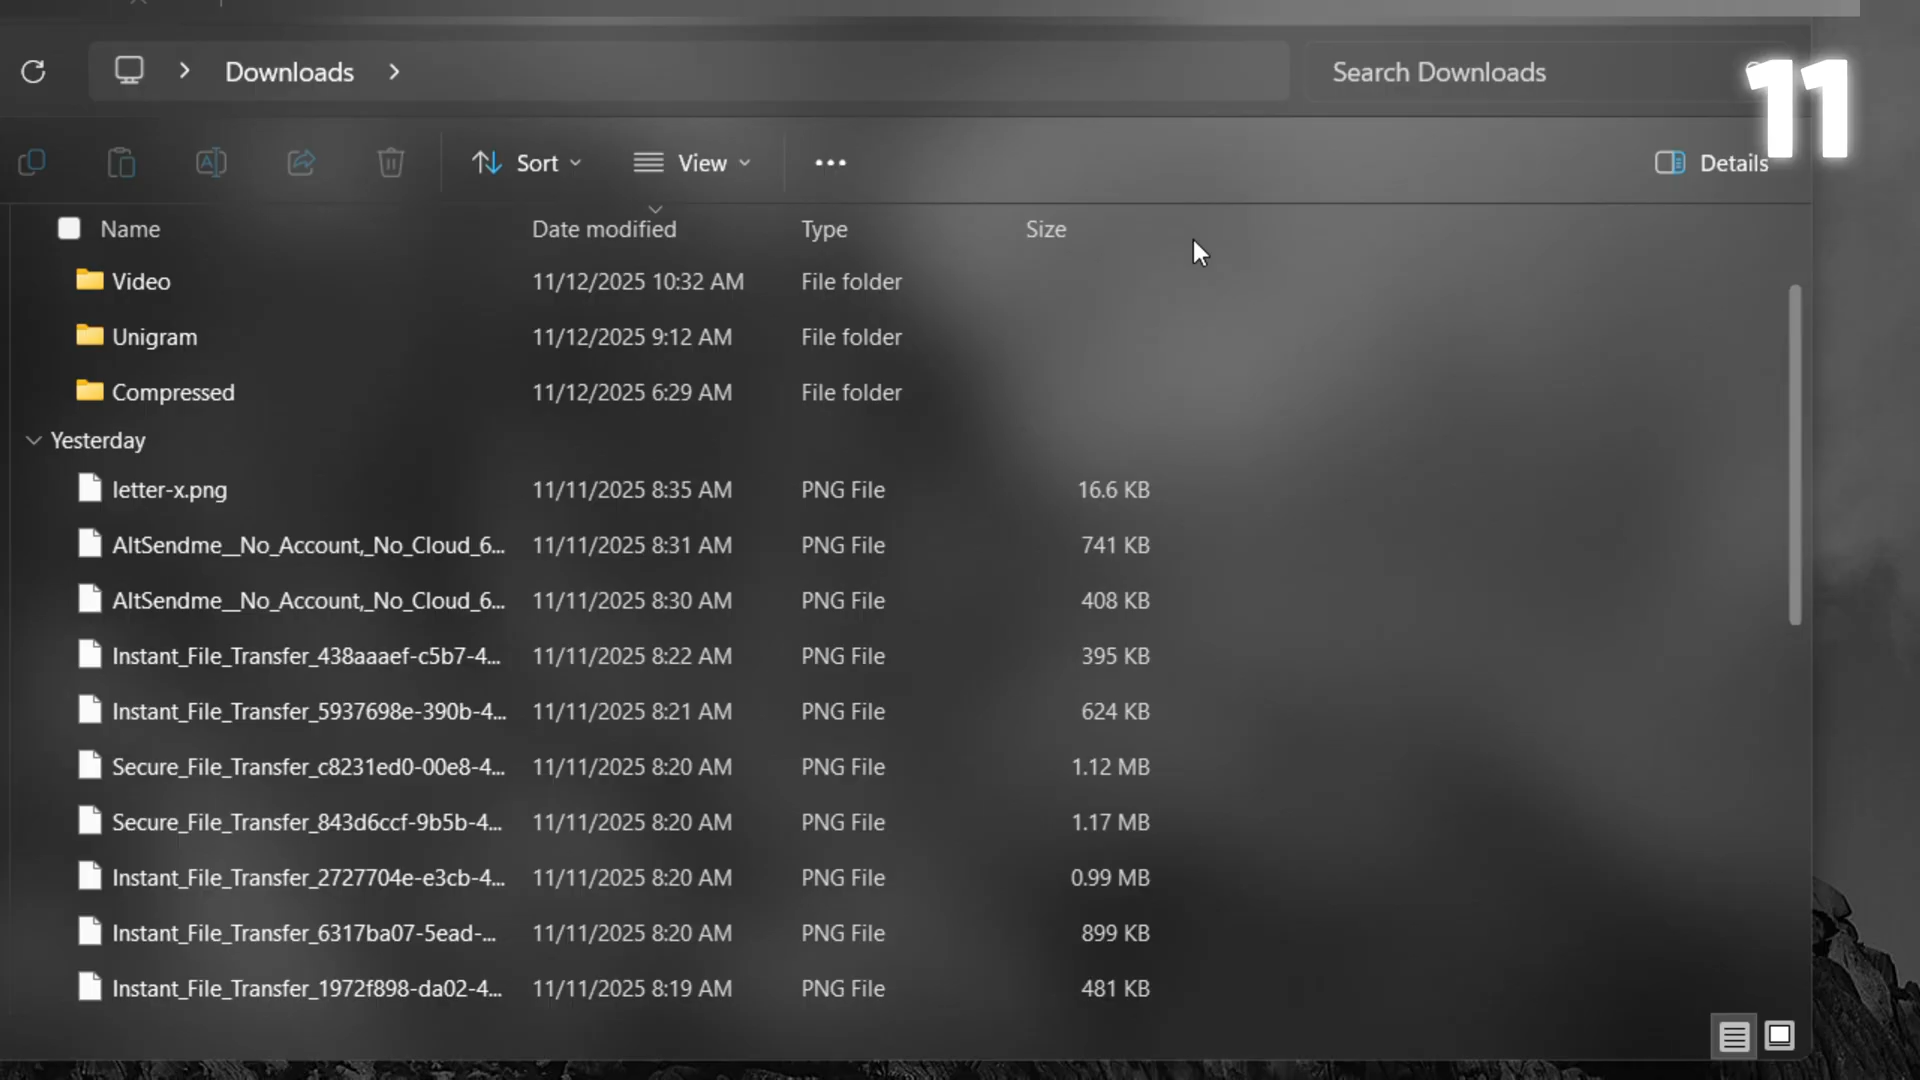 Downloads
Search Downloads
11
Sort
View
Details
Name Date modified Type Size
Video 11/12/2025 10:32 AM File folder
Unigram 11/12/2025 9:12 AM File folder
Compressed 11/12/2025 6:29 AM File folder
Yesterday
letter-x.png 11/11/2025 8:35 AM PNG File 16.6 KB
AltSendme__No_Account,_No_Cloud_6... 11/11/2025 8:31 AM PNG File 741 KB
AltSendme__No_Account,_No_Cloud_6... 11/11/2025 8:30 AM PNG File 408 KB
Instant_File_Transfer_438aaaef-c5b7-4... 11/11/2025 8:22 AM PNG File 395 KB
Instant_File_Transfer_5937698e-390b-4... 11/11/2025 8:21 AM PNG File 624 KB
Secure_File_Transfer_c8231ed0-00e8-4... 11/11/2025 8:20 AM PNG File 1.12 MB
Secure_File_Transfer_843d6ccf-9b5b-4... 11/11/2025 8:20 AM PNG File 1.17 MB
Instant_File_Transfer_2727704e-e3cb-4... 11/11/2025 8:20 AM PNG File 0.99 MB
Instant_File_Transfer_6317ba07-5ead-... 11/11/2025 8:20 AM PNG File 899 KB
Instant_File_Transfer_1972f898-da02-4... 11/11/2025 8:19 AM PNG File 481 KB